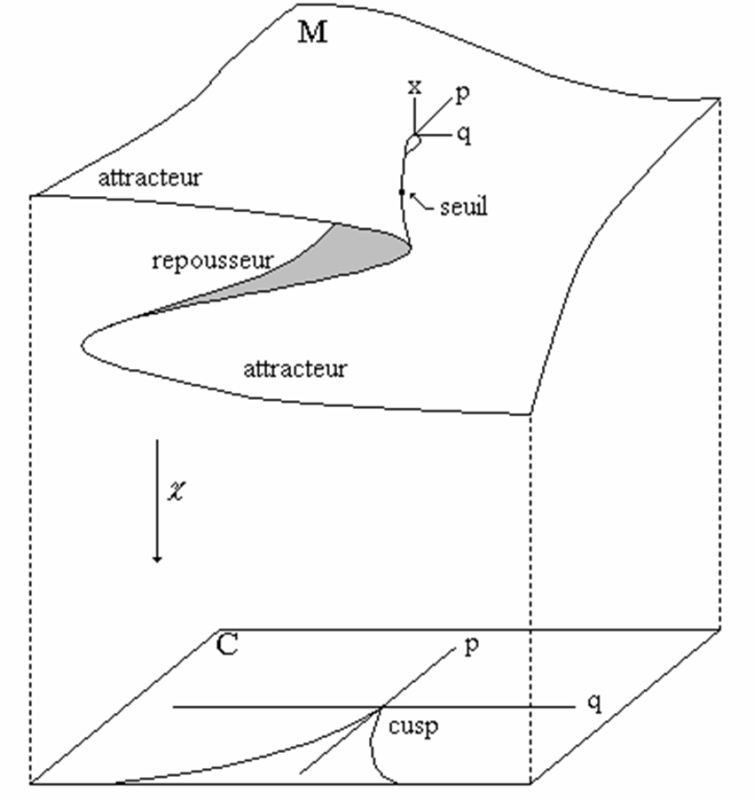 M
x
p
q
attracteur
seuil
repousseur
attracteur
χ
C
p
q
cusp